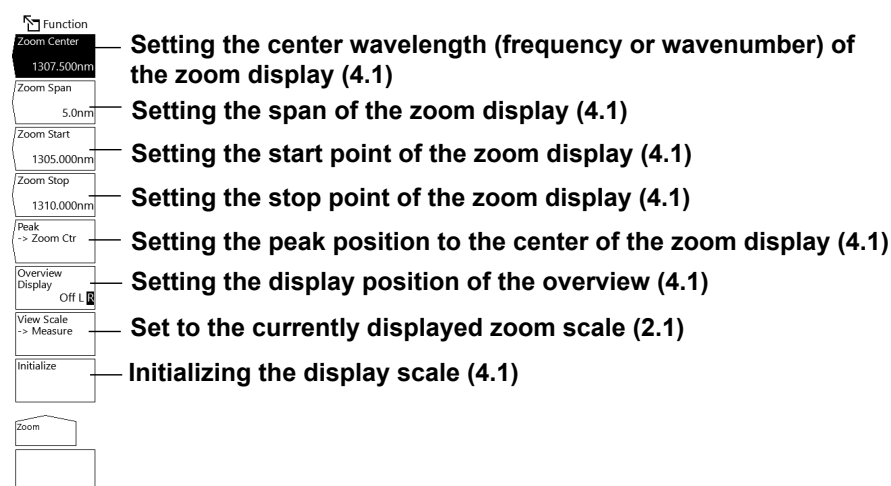 Function
Zoom Center
1307.500nm
Setting the center wavelength (frequency or wavenumber) of
the zoom display (4.1)
Zoom Span
5.0nm
Setting the span of the zoom display (4.1)
Zoom Start
1305.000nm
Setting the start point of the zoom display (4.1)
Zoom Stop
1310.000nm
Setting the stop point of the zoom display (4.1)
Peak
-> Zoom Ctr
Setting the peak position to the center of the zoom display (4.1)
Overview
Display
Off L R
Setting the display position of the overview (4.1)
View Scale
-> Measure
Set to the currently displayed zoom scale (2.1)
Initialize
Initializing the display scale (4.1)
Zoom